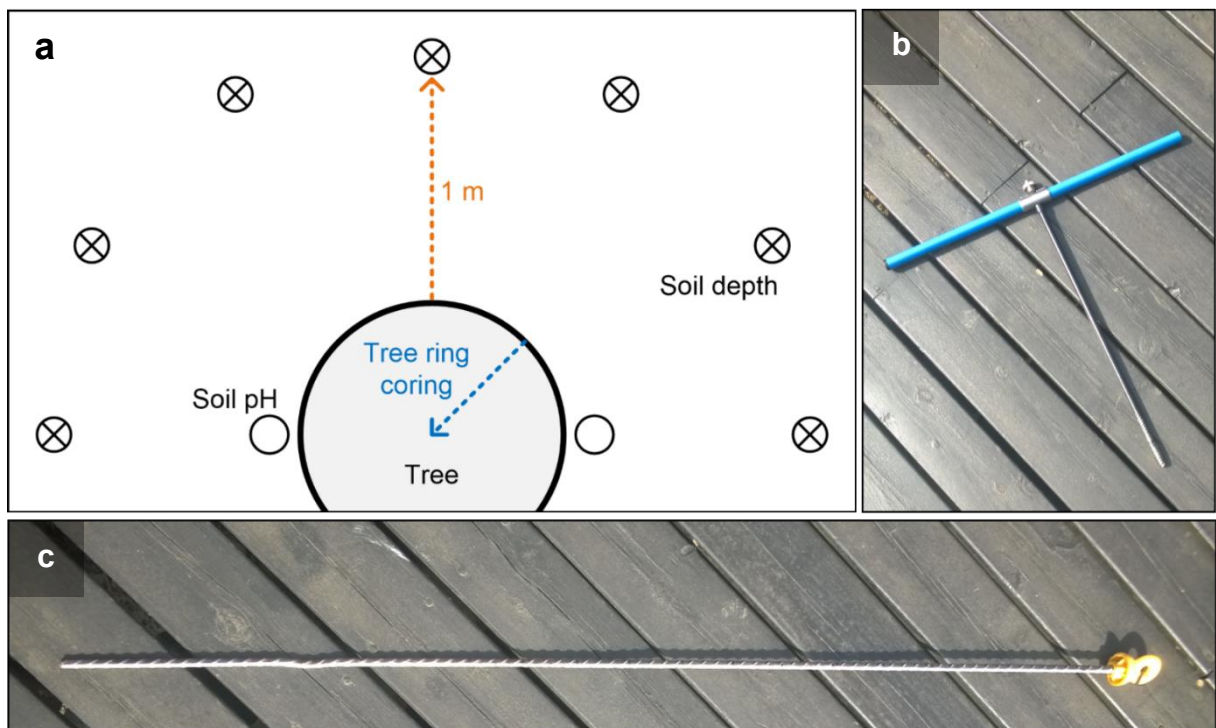 a
1 m
Soil depth
Tree ring
coring
Soil pH
Tree
b
c